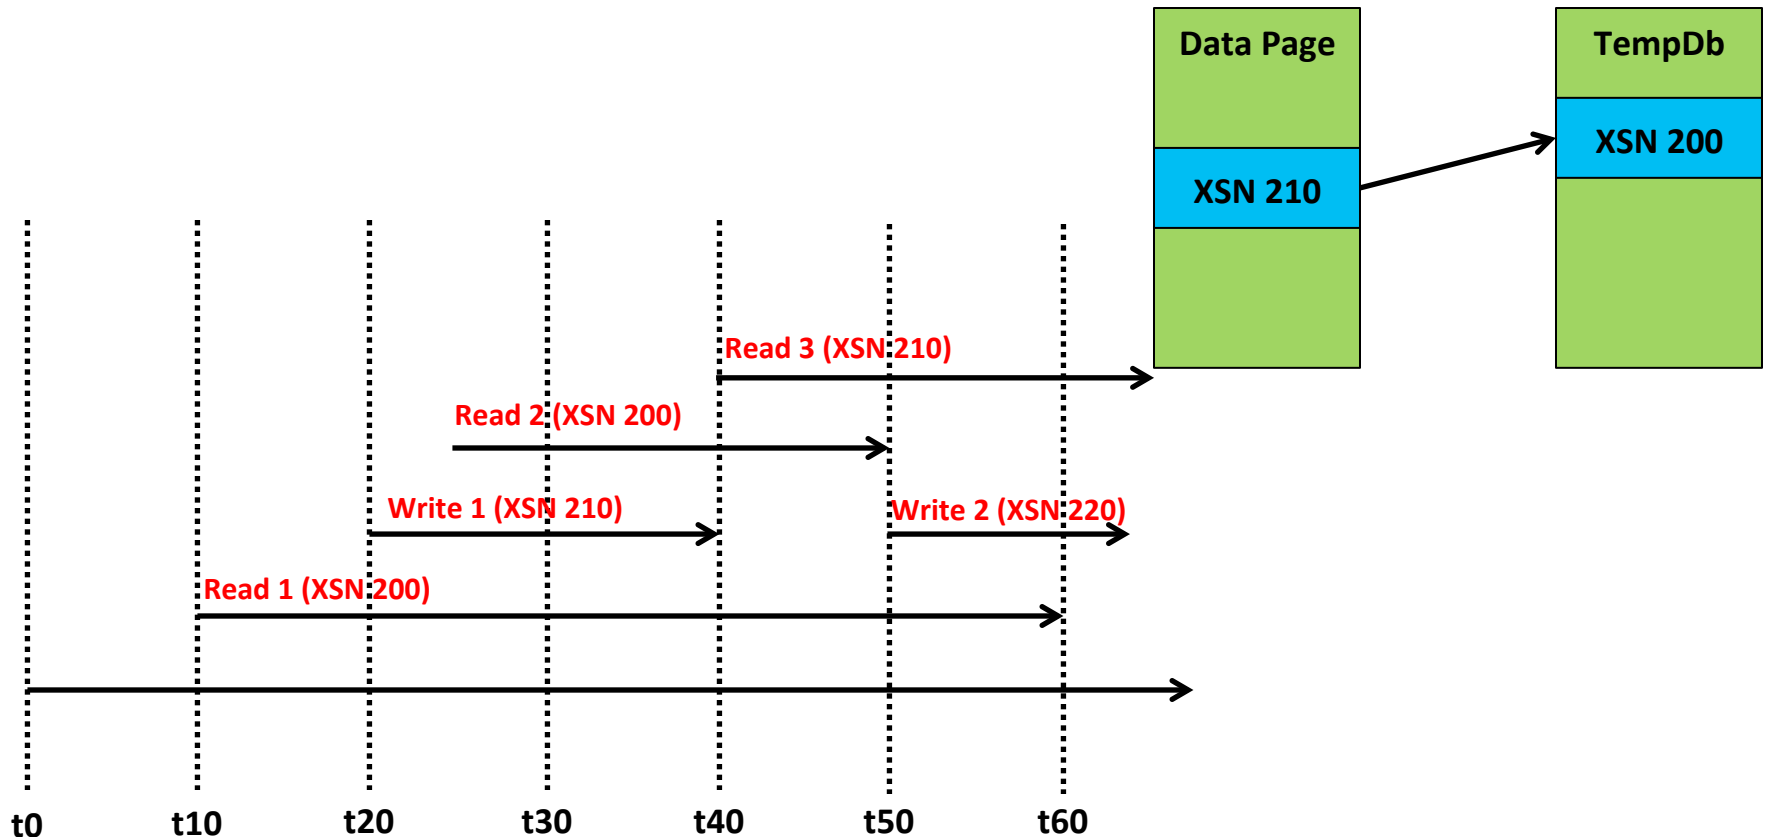 Data Page
TempDb
XSN 200
XSN 210
Read 3 (XSN 210)
Read 2 (XSN 200)
Write 1 (XSN 210)
Write 2 (XSN 220)
Read 1 (XSN 200)
t0
t10
t20
t30
t40
t50
t60